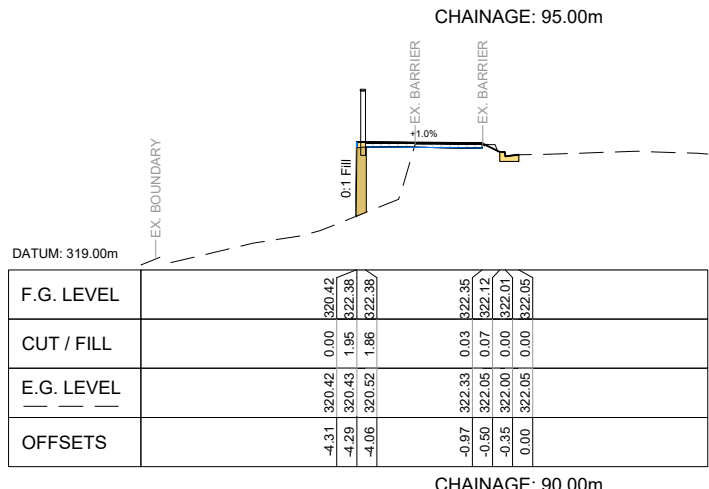 CHAINAGE: 95.00m
EX. BARRIER
EX. BARRIER
+1.0%
EX. BOUNDARY
0:1 Fill
DATUM: 319.00m
F.G. LEVEL 320.42 322.38 322.38 322.35 322.12 322.01 322.05
CUT / FILL 0.00 1.95 1.86 0.03 0.07 0.00 0.00
E.G. LEVEL 320.42 320.43 320.52 322.33 322.05 322.00 322.05
OFFSETS -4.31 -4.29 -4.06 -0.97 -0.50 -0.35 0.00
CHAINAGE: 90.00m